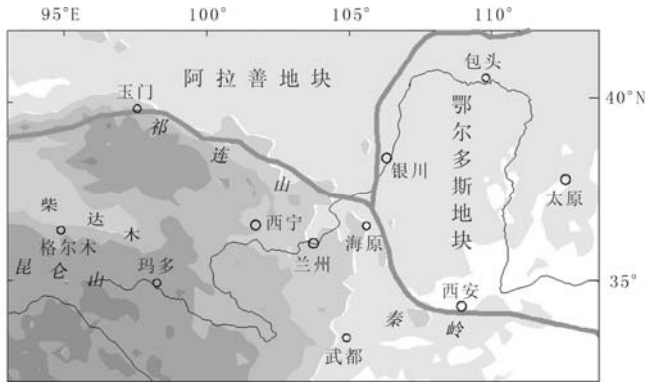 95°E 100° 105° 110°
阿拉善地块
包头
玉门
40°N
祁连山
鄂尔多斯地块
银川
柴达木
西宁
太原
格尔木
海原
兰州
昆仑山
玛多
35°
西安
秦岭
武都